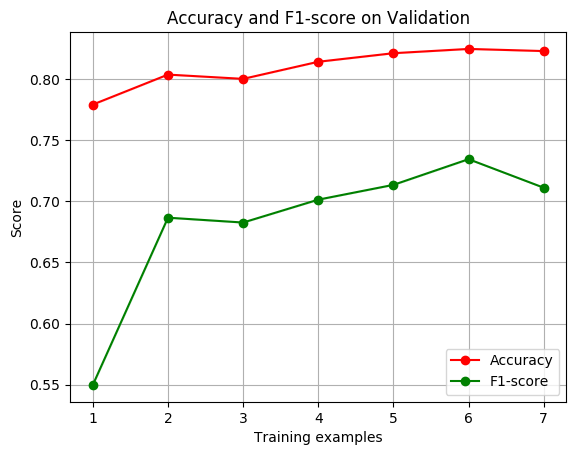 Accuracy and F1-score on Validation
Score
0.80
0.75
0.70
0.65
0.60
0.55
1 2 3 4 5 6 7
Training examples
Accuracy
F1-score